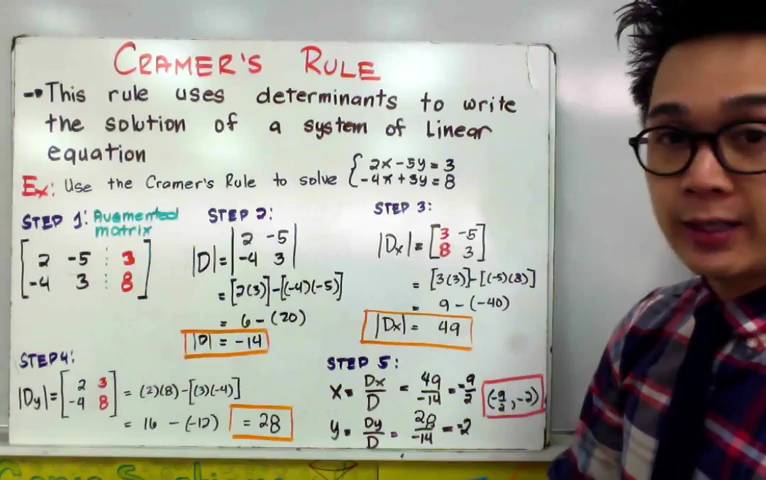 CRAMER'S RULE
→ This rule uses determinants to write
the solution of a system of Linear
equation
Ex: Use the Cramer's Rule to solve { 2x - 5y = 3
-4x + 3y = 8
STEP 1: Augmented matrix
[ 2 -5 ⋮ 3
-4 3 ⋮ 8 ]
STEP 2:
|D| = | 2 -5
-4 3 |
= [2(3)] - [(-4)(-5)]
= 6 - (20)
|D| = -14
STEP 3:
|Dx| = [ 3 -5
8 3 ]
= [3(3)] - [(-5)(8)]
= 9 - (-40)
|Dx| = 49
STEP 4:
|Dy| = [ 2 3
-4 8 ] = (2)(8) - [(3)(-4)]
= 16 - (-12) = 28
STEP 5:
x = Dx/D = 49/-14 = -9/2
y = Dy/D = 28/-14 = -2
(-9/2, -2)